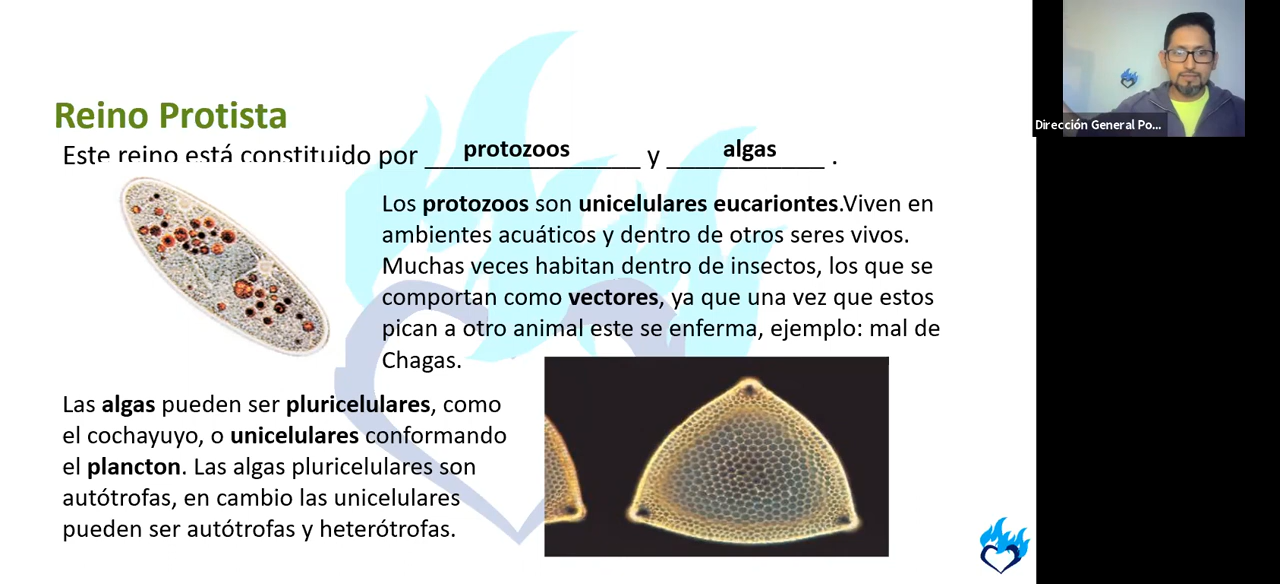 Reino Protista
Este reino está constituido por protozoos y algas .
Los protozoos son unicelulares eucariontes.Viven en
ambientes acuáticos y dentro de otros seres vivos.
Muchas veces habitan dentro de insectos, los que se
comportan como vectores, ya que una vez que estos
pican a otro animal este se enferma, ejemplo: mal de
Chagas.
Las algas pueden ser pluricelulares, como
el cochayuyo, o unicelulares conformando
el plancton. Las algas pluricelulares son
autótrofas, en cambio las unicelulares
pueden ser autótrofas y heterótrofas.
Dirección General Po...